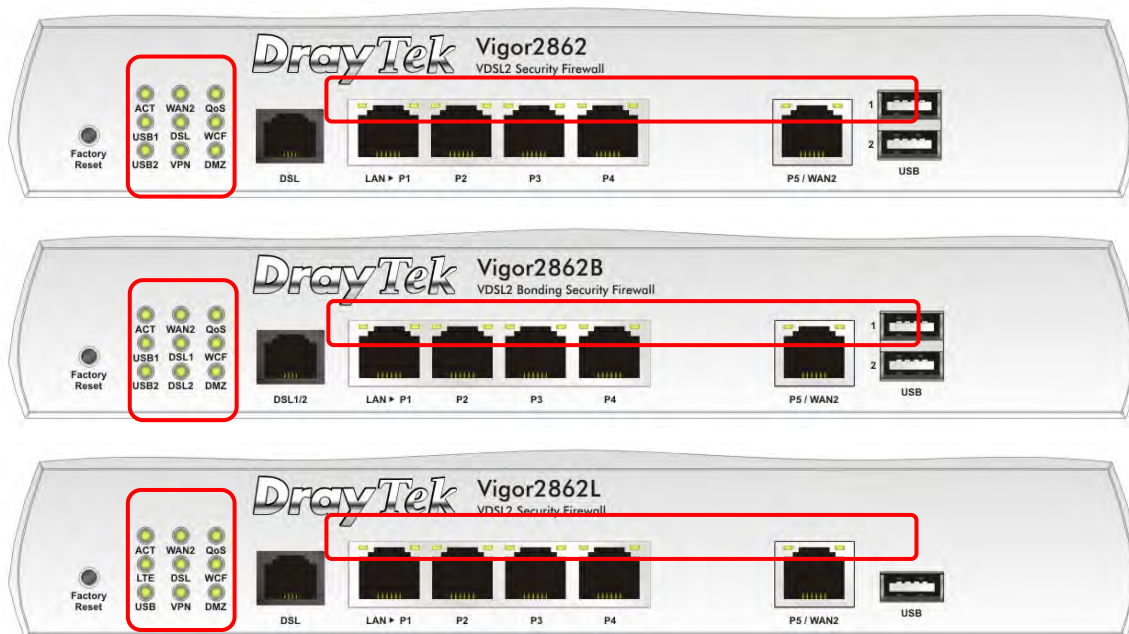 DrayTek Vigor2862
VDSL2 Security Firewall
ACT WAN2 QoS
USB1 DSL WCF
USB2 VPN DMZ
Factory
Reset
DSL
LAN ▶ P1 P2 P3 P4
P5 / WAN2
1
2
USB
DrayTek Vigor2862B
VDSL2 Bonding Security Firewall
ACT WAN2 QoS
USB1 DSL1 WCF
USB2 DSL2 DMZ
Factory
Reset
DSL1/2
LAN ▶ P1 P2 P3 P4
P5 / WAN2
1
2
USB
DrayTek Vigor2862L
VDSL2 Security Firewall
ACT WAN2 QoS
LTE DSL WCF
USB VPN DMZ
Factory
Reset
DSL
LAN ▶ P1 P2 P3 P4
P5 / WAN2
USB